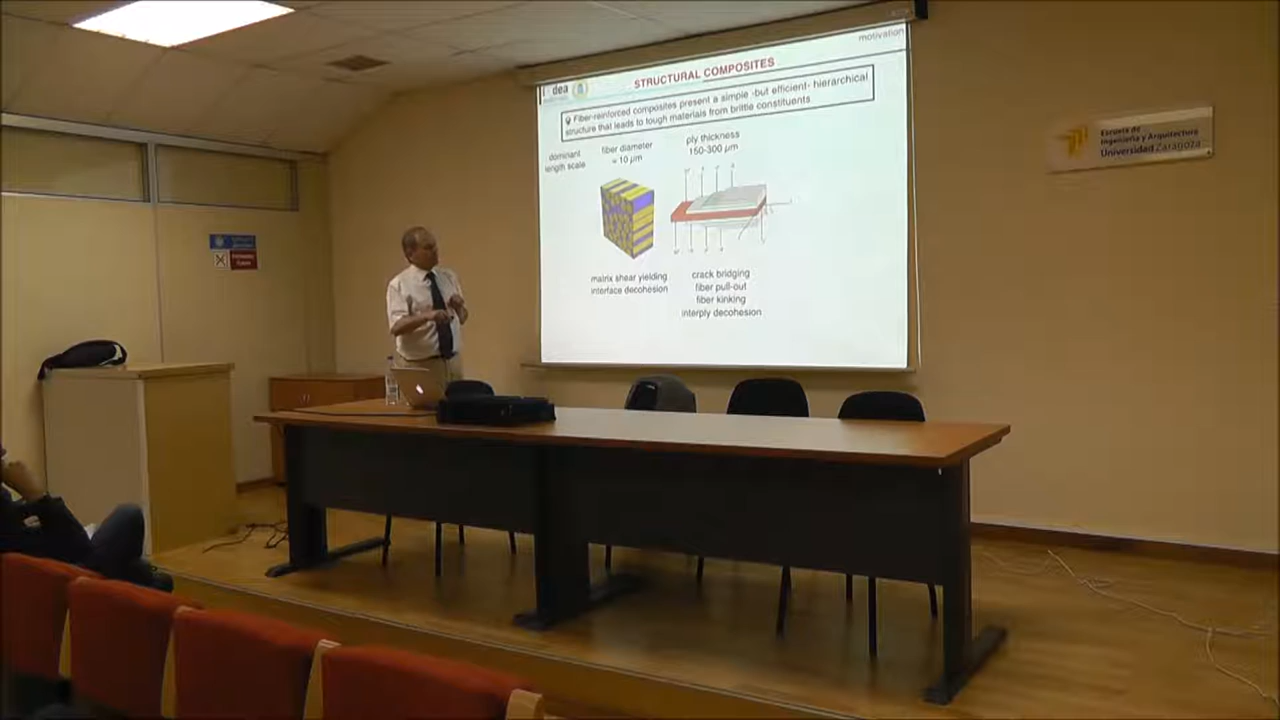 motivation
dea
STRUCTURAL COMPOSITES
Fiber-reinforced composites present a simple -but efficient- hierarchical
structure that leads to tough materials from brittle constituents
dominant
length scale
fiber diameter
≈ 10 μm
ply thickness
150-300 μm
matrix shear yielding
interface decohesion
crack bridging
fiber pull-out
fiber kinking
interply decohesion
Escuela de
Ingeniería y Arquitectura
Universidad Zaragoza